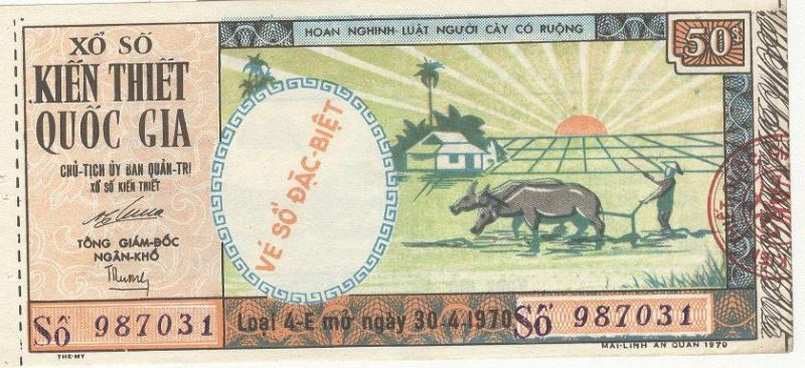 HOAN NGHINH LUẬT NGƯỜI CÀY CÓ RUỘNG
50$
XỔ SỐ
KIẾN THIẾT
QUỐC GIA
CHỦ-TỊCH ỦY BAN QUẢN-TRỊ
XỔ SỐ KIẾN THIẾT
TỔNG GIÁM-ĐỐC
NGÂN-KHỐ
VÉ SỐ ĐẶC-BIỆT
Số 987031
Loại 4-E mở ngày 30.4.1970
Số 987031
THE-MY
MAI-LINH AN QUÁN 1970